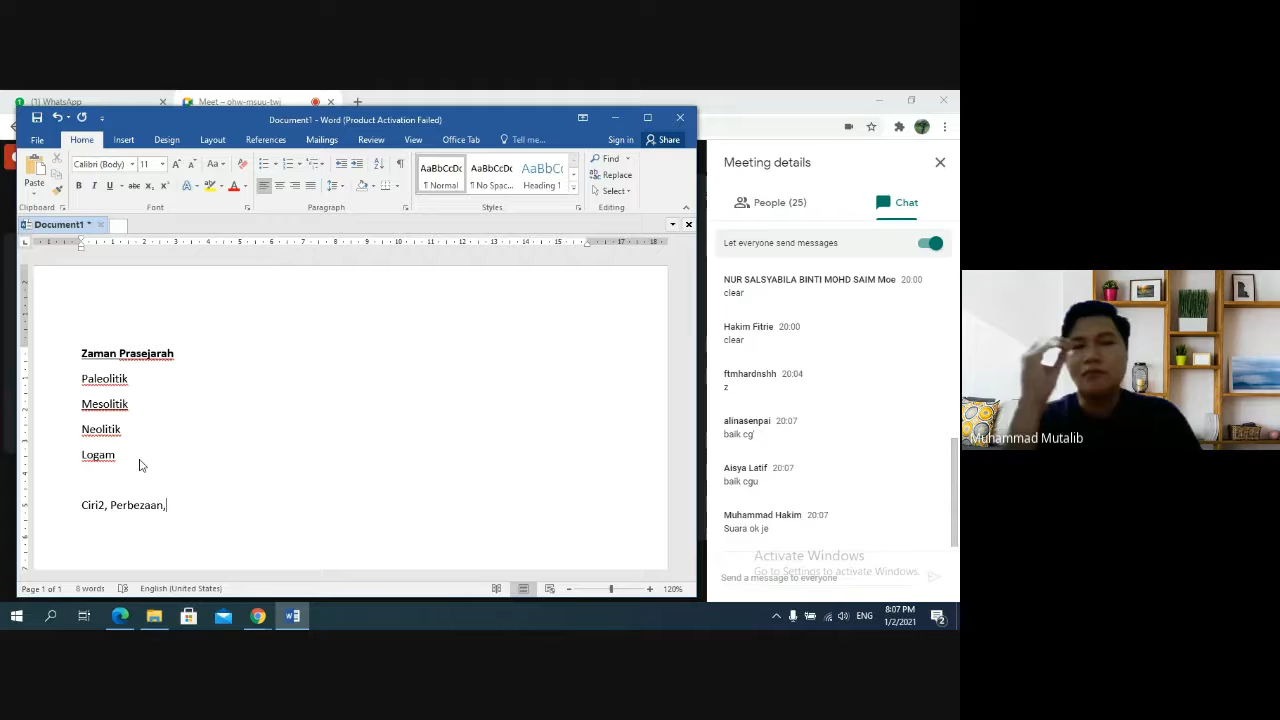 (1) WhatsApp
Meet – ohw-msuu-twj
Document1 - Word (Product Activation Failed)
File Home Insert Design Layout References Mailings Review View Office Tab Tell me... Sign in Share
Calibri (Body) 11
Paste
AaBbCcDc AaBbCcDc AaBbCcDc
¶ Normal ¶ No Spac... Heading 1
Find
Replace
Select
Clipboard Font Paragraph Styles Editing
Document1 *
Zaman Prasejarah
Paleolitik
Mesolitik
Neolitik
Logam
Ciri2, Perbezaan,
Page 1 of 1 8 words English (United States) 120%
Meeting details
People (25) Chat
Let everyone send messages
NUR SALSYABILA BINTI MOHD SAIM Moe 20:00
clear
Hakim Fitrie 20:00
clear
ftmhardnshh 20:04
z
alinasenpai 20:07
baik cg'
Aisya Latif 20:07
baik cgu
Muhammad Hakim 20:07
Suara ok je
Activate Windows
Go to Settings to activate Windows.
Send a message to everyone
ENG
8:07 PM
1/2/2021
2
Muhammad Mutalib